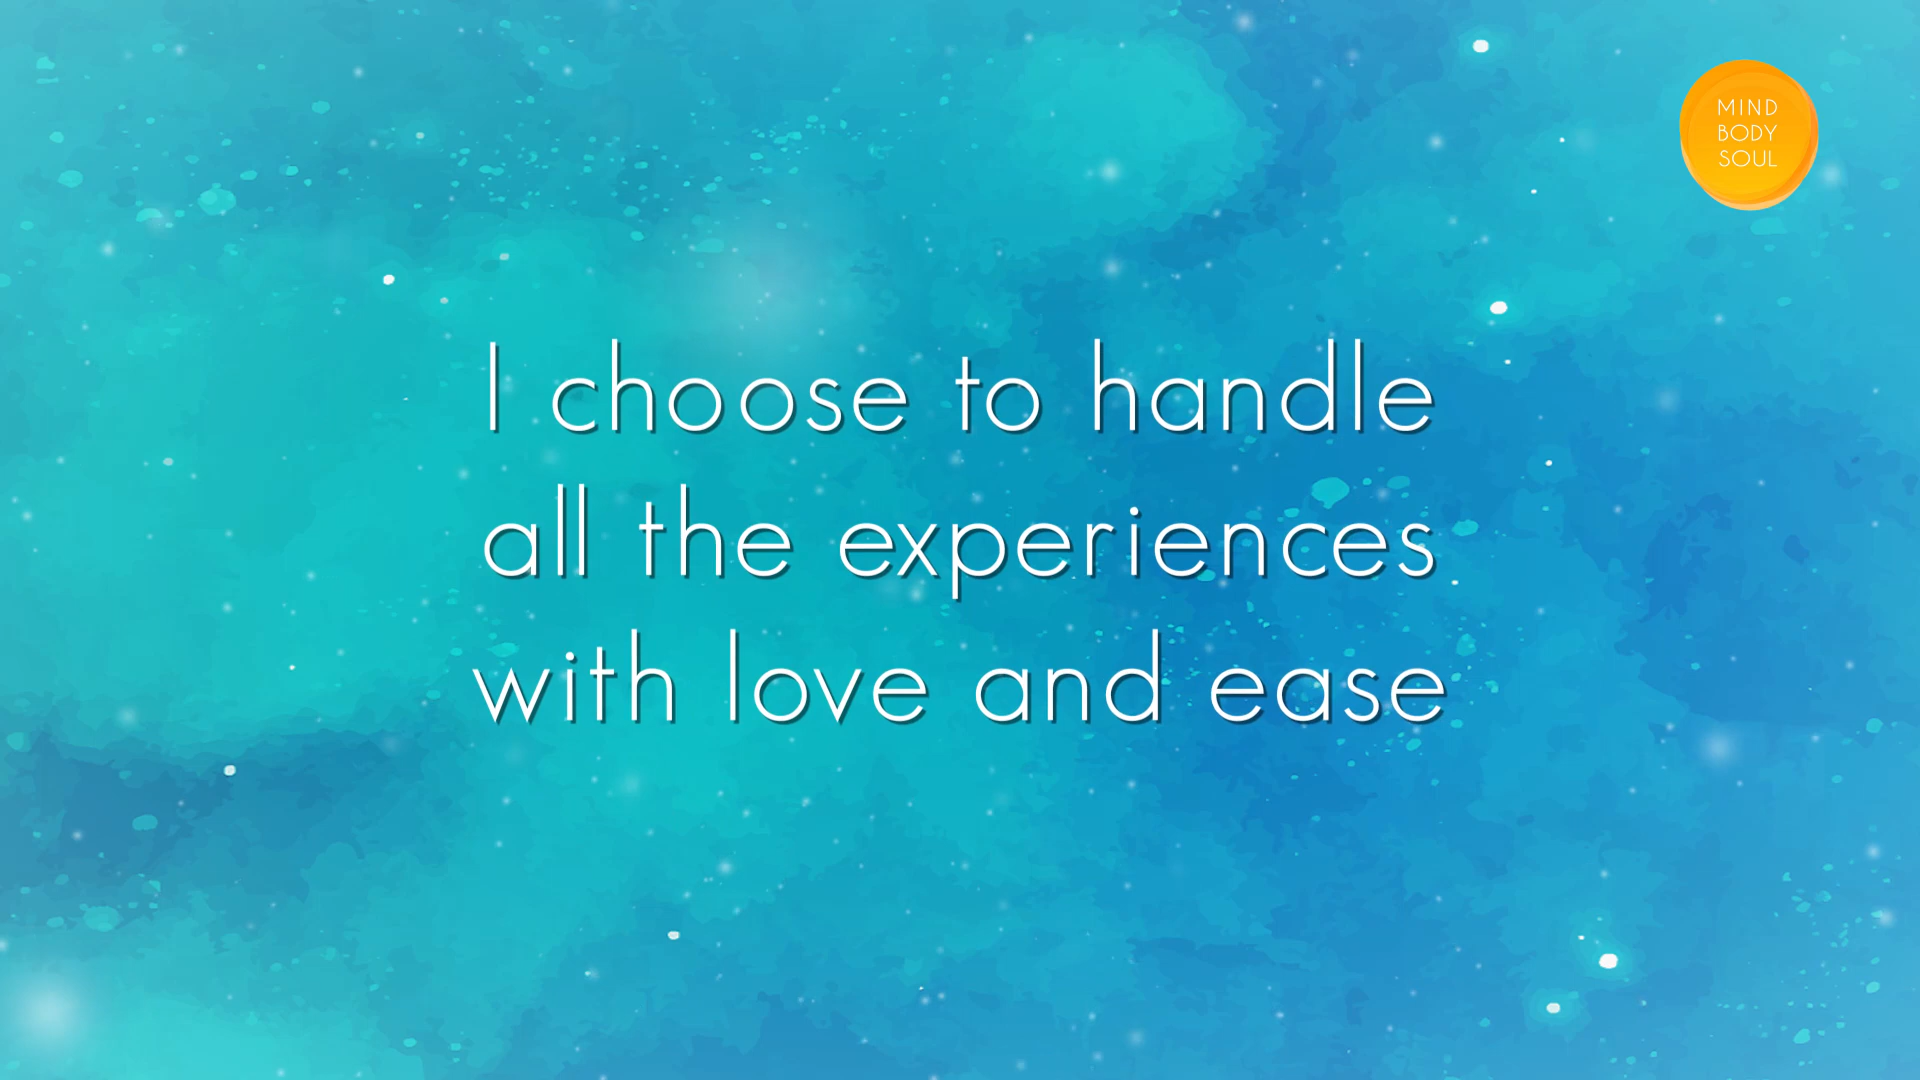 MIND
BODY
SOUL
I choose to handle
all the experiences
with love and ease